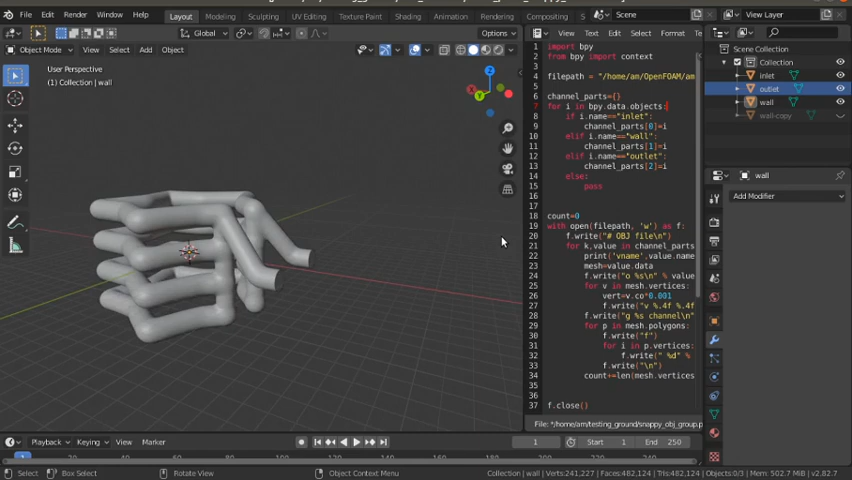 File Edit Render Window Help Layout Modeling Sculpting UV Editing Texture Paint Shading Animation Rendering Compositing Scene View Layer
Global Options View Text Edit Select Format
Object Mode View Select Add Object
User Perspective
(1) Collection | wall
X
Y
Z
1 import bpy
2 from bpy import context
3
4 filepath = "/home/am/OpenFOAM/am
5
6 channel_parts={}
7 for i in bpy.data.objects:
8 if i.name=="inlet":
9 channel_parts[0]=i
10 elif i.name=="wall":
11 channel_parts[1]=i
12 elif i.name=="outlet":
13 channel_parts[2]=i
14 else:
15 pass
16
17
18 count=0
19 with open(filepath, 'w') as f:
20 f.write("# OBJ file\n")
21 for k,value in channel_parts
22 print('vname',value.name
23 mesh=value.data
24 f.write("o %s\n" % value
25 for v in mesh.vertices:
26 vert=v.co*0.001
27 f.write("v %.4f %.4f
28 f.write("g %s channel\n"
29 for p in mesh.polygons:
30 f.write("f")
31 for i in p.vertices:
32 f.write(" %d" %
33 f.write("\n")
34 count+=len(mesh.vertices
35
36
37 f.close()
File: */home/am/testing_ground/snappy_obj_group.p
Scene Collection
Collection
inlet
outlet
wall
wall-copy
wall
Add Modifier
Playback Keying View Marker 1 Start 1 End 250
1
Select Box Select Rotate View Object Context Menu Collection | wall | Verts:241,227 | Faces:482,124 | Tris:482,124 | Objects:0/3 | Mem: 502.7 MiB | v2.82.7